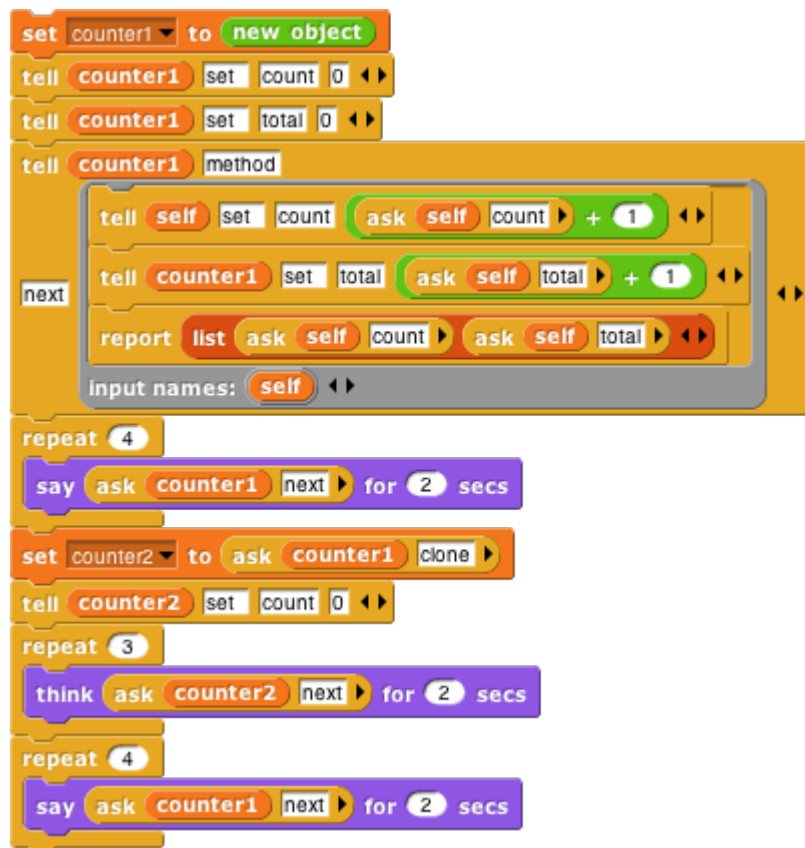 set counter1 to new object
tell counter1 set count 0
tell counter1 set total 0
tell counter1 method
tell self set count ask self count + 1
next
tell counter1 set total ask self total + 1
report list ask self count ask self total
input names: self
repeat 4
say ask counter1 next for 2 secs
set counter2 to ask counter1 clone
tell counter2 set count 0
repeat 3
think ask counter2 next for 2 secs
repeat 4
say ask counter1 next for 2 secs